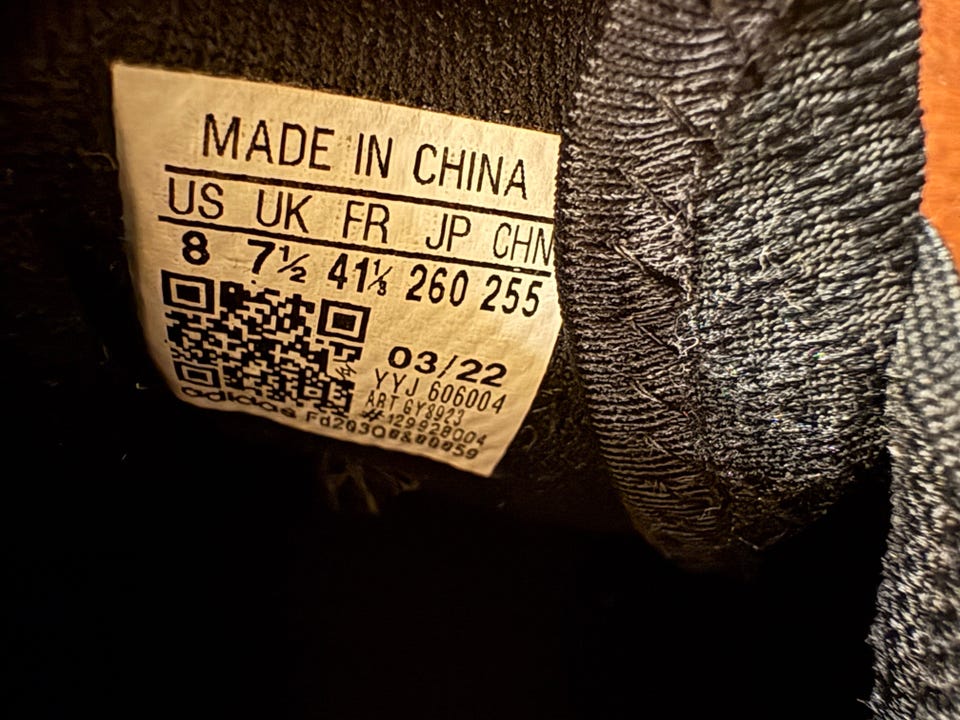 MADE IN CHINA
US UK FR JP CHN
8 7½ 41⅓ 260 255
03/22
YYJ 606004
ART GY8923
# 129928004
adidas